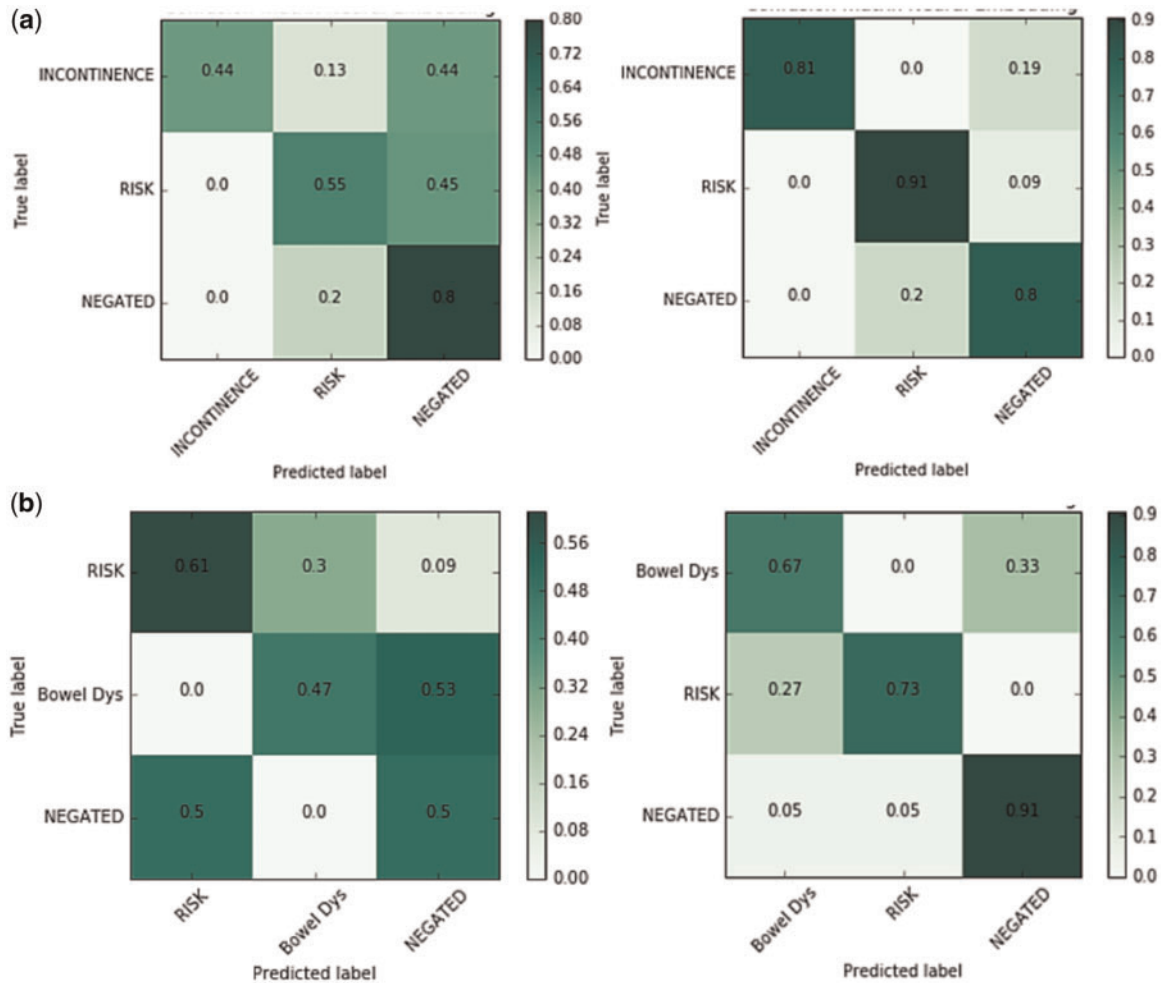 (a)
0.80
0.72
0.64
0.56
0.48
0.40
0.32
0.24
0.16
0.08
0.00
True label
INCONTINENCE 0.44 0.13 0.44
RISK 0.0 0.55 0.45
NEGATED 0.0 0.2 0.8
INCONTINENCE RISK NEGATED
Predicted label
0.9
0.8
0.7
0.6
0.5
0.4
0.3
0.2
0.1
0.0
True label
INCONTINENCE 0.81 0.0 0.19
RISK 0.0 0.91 0.09
NEGATED 0.0 0.2 0.8
INCONTINENCE RISK NEGATED
Predicted label
(b)
0.56
0.48
0.40
0.32
0.24
0.16
0.08
0.00
True label
RISK 0.61 0.3 0.09
Bowel Dys 0.0 0.47 0.53
NEGATED 0.5 0.0 0.5
RISK Bowel Dys NEGATED
Predicted label
0.9
0.8
0.7
0.6
0.5
0.4
0.3
0.2
0.1
0.0
True label
Bowel Dys 0.67 0.0 0.33
RISK 0.27 0.73 0.0
NEGATED 0.05 0.05 0.91
Bowel Dys RISK NEGATED
Predicted label